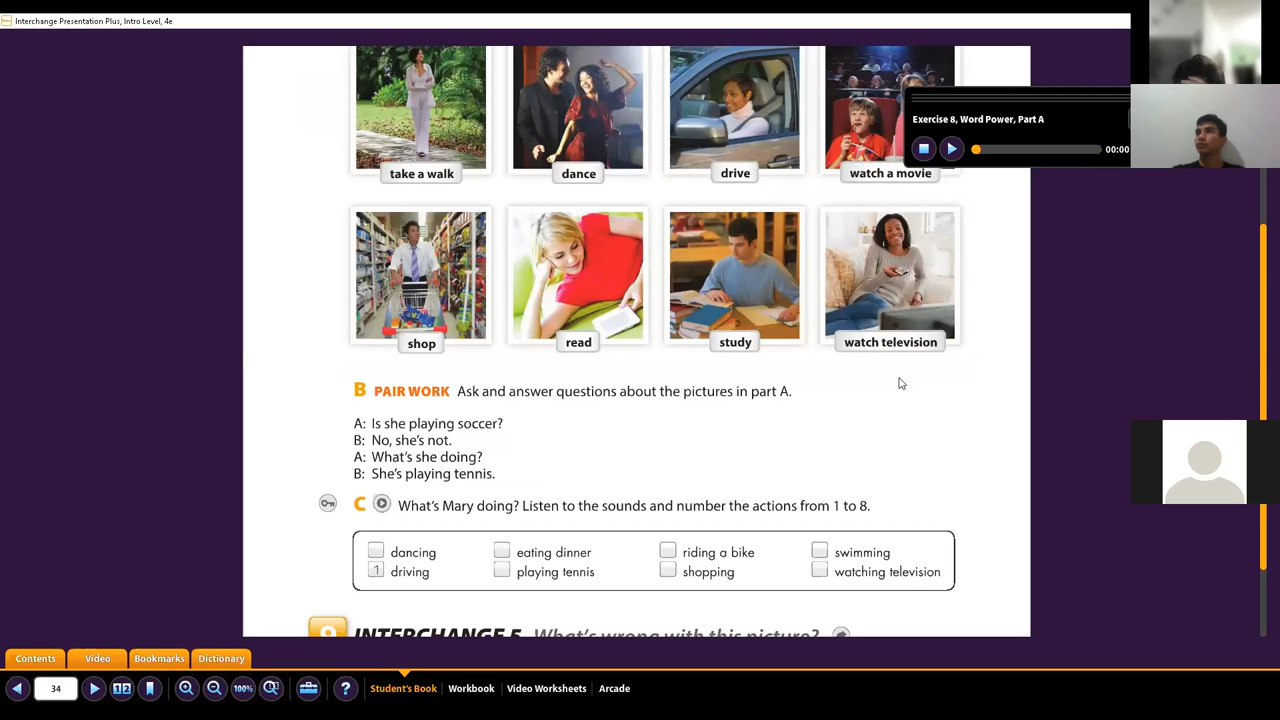 Interchange Presentation Plus, Intro Level, 4e
Exercise 8, Word Power, Part A
00:00
take a walk
dance
drive
watch a movie
shop
read
study
watch television
B PAIR WORK Ask and answer questions about the pictures in part A.
A: Is she playing soccer?
B: No, she's not.
A: What's she doing?
B: She's playing tennis.
C What's Mary doing? Listen to the sounds and number the actions from 1 to 8.
dancing eating dinner riding a bike swimming
1 driving playing tennis shopping watching television
9 INTERCHANGE 5 What's wrong with this picture?
Contents Video Bookmarks Dictionary
34 1 2 100% ? Student's Book Workbook Video Worksheets Arcade